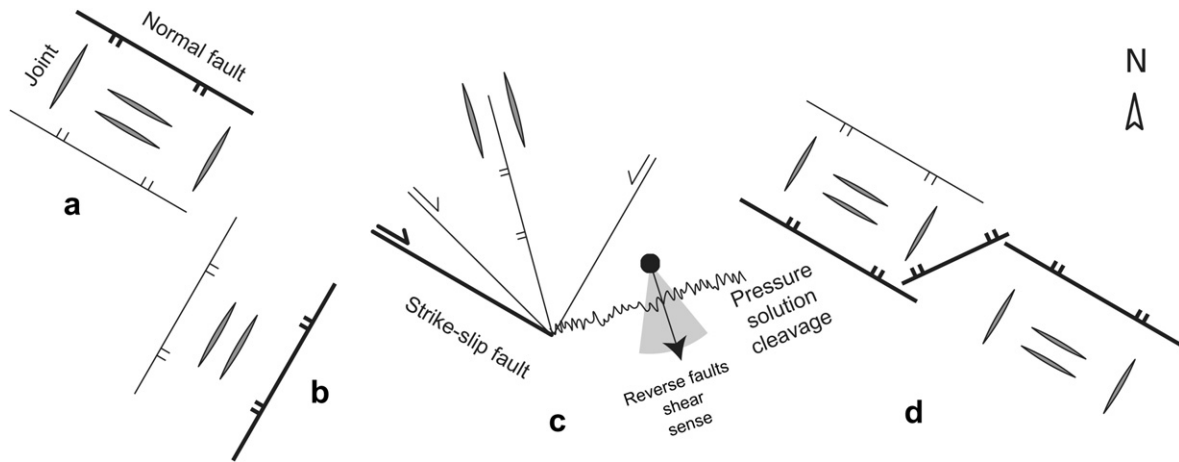 Normal fault
Joint
a
b
Strike-slip fault
c
Pressure
solution
cleavage
Reverse faults
shear
sense
d
N